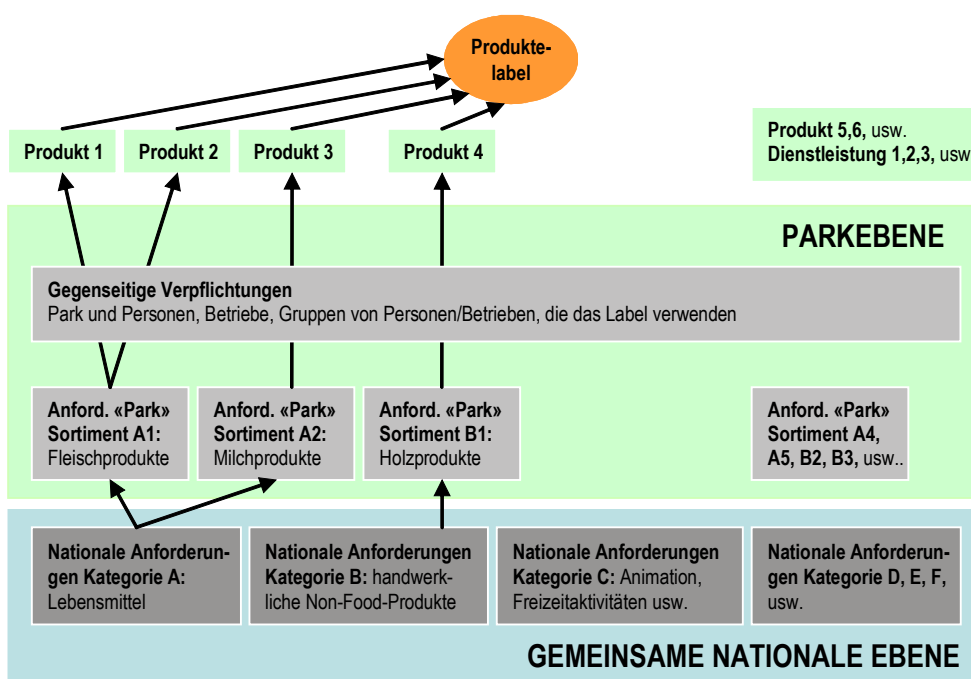 Produkte-
label
Produkt 1
Produkt 2
Produkt 3
Produkt 4
Produkt 5,6, usw.
Dienstleistung 1,2,3, usw
PARKEBENE
Gegenseitige Verpflichtungen
Park und Personen, Betriebe, Gruppen von Personen/Betrieben, die das Label verwenden
Anford. «Park»
Sortiment A1:
Fleischprodukte
Anford. «Park»
Sortiment A2:
Milchprodukte
Anford. «Park»
Sortiment B1:
Holzprodukte
Anford. «Park»
Sortiment A4,
A5, B2, B3, usw..
Nationale Anforderun-
gen Kategorie A:
Lebensmittel
Nationale Anforderungen
Kategorie B: handwerk-
kliche Non-Food-Produkte
Nationale Anforderungen
Kategorie C: Animation,
Freizeitaktivitäten usw.
Nationale Anforderun-
gen Kategorie D, E, F,
usw.
GEMEINSAME NATIONALE EBENE